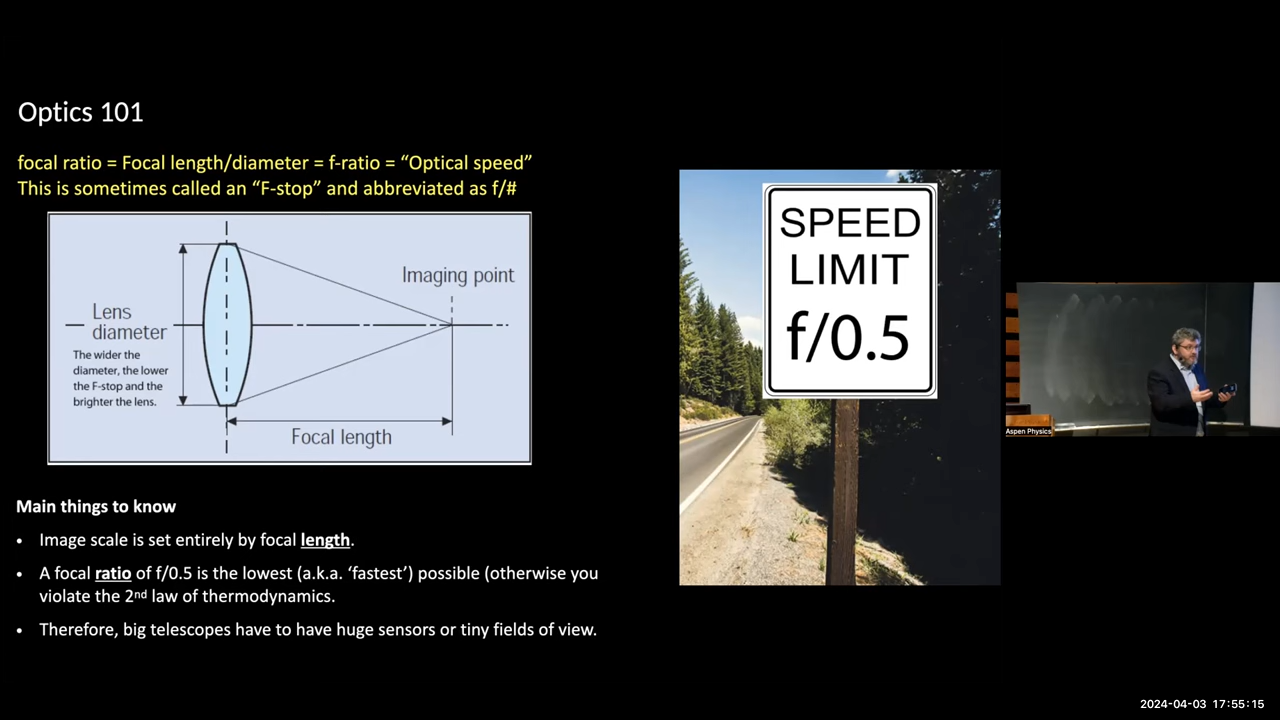 Optics 101
focal ratio = Focal length/diameter = f-ratio = “Optical speed”
This is sometimes called an “F-stop” and abbreviated as f/#
Imaging point
Lens
diameter
The wider the
diameter, the lower
the F-stop and the
brighter the lens.
Focal length
Main things to know
• Image scale is set entirely by focal length.
• A focal ratio of f/0.5 is the lowest (a.k.a. ‘fastest’) possible (otherwise you
violate the 2nd law of thermodynamics.
• Therefore, big telescopes have to have huge sensors or tiny fields of view.
SPEED
LIMIT
f/0.5
Aspen Physics
2024-04-03 17:55:15